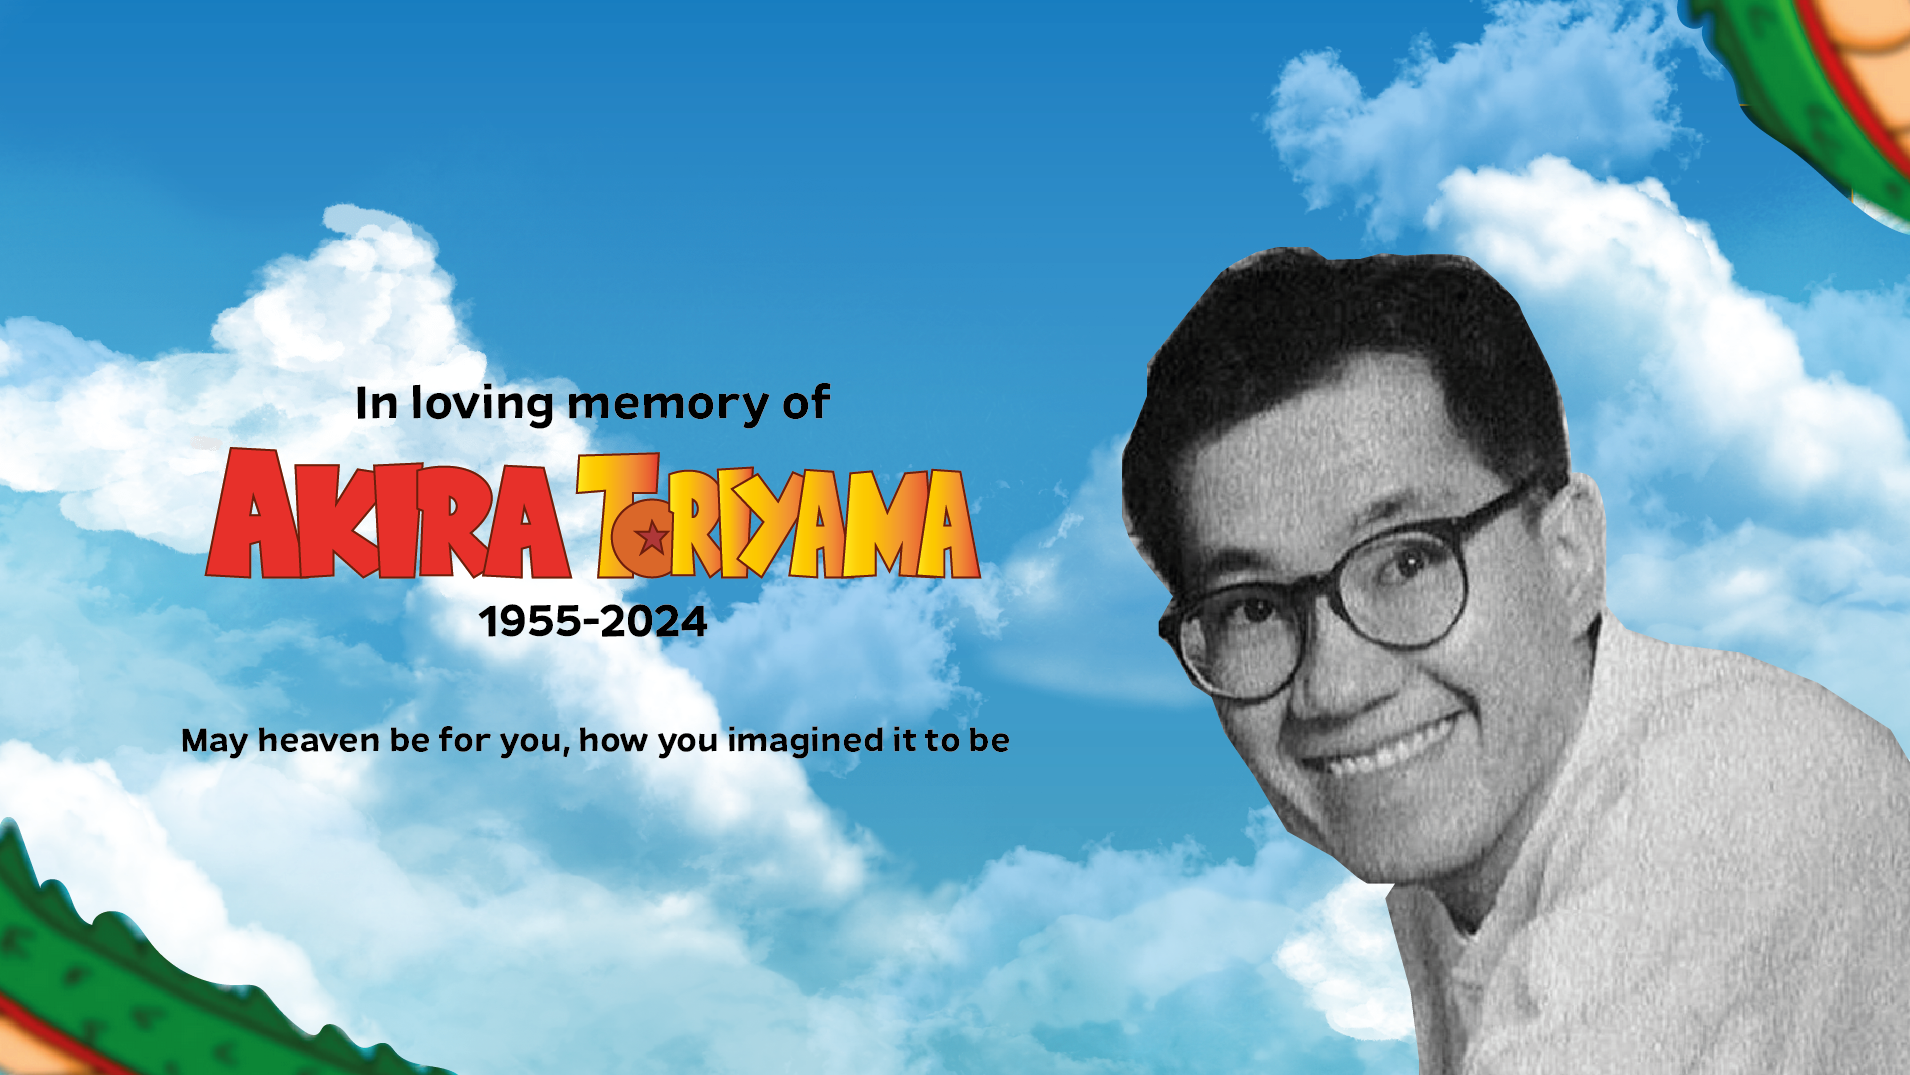 In loving memory of
AKIRA TORIYAMA
1955-2024
May heaven be for you, how you imagined it to be